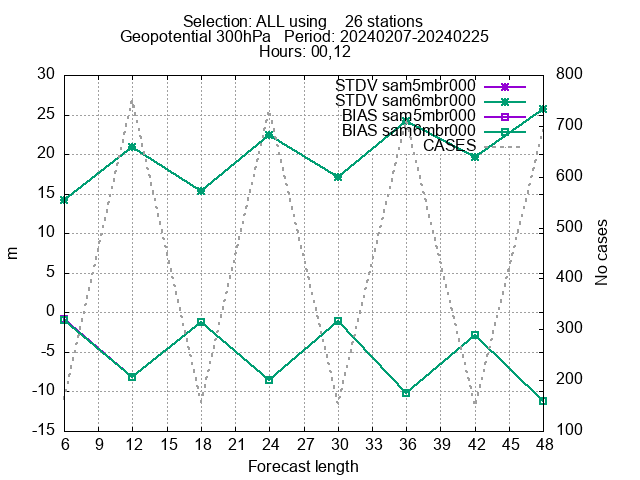 Selection: ALL using 26 stations
Geopotential 300hPa Period: 20240207-20240225
Hours: 00,12
30 800
STDV sam5mbr000
STDV sam6mbr000
BIAS sam5mbr000
BIAS sam6mbr000
CASES
25 700
20 600
15 500
10 400
5 300
0 200
-5 100
-10
-15
m
No cases
6 9 12 15 18 21 24 27 30 33 36 39 42 45 48
Forecast length